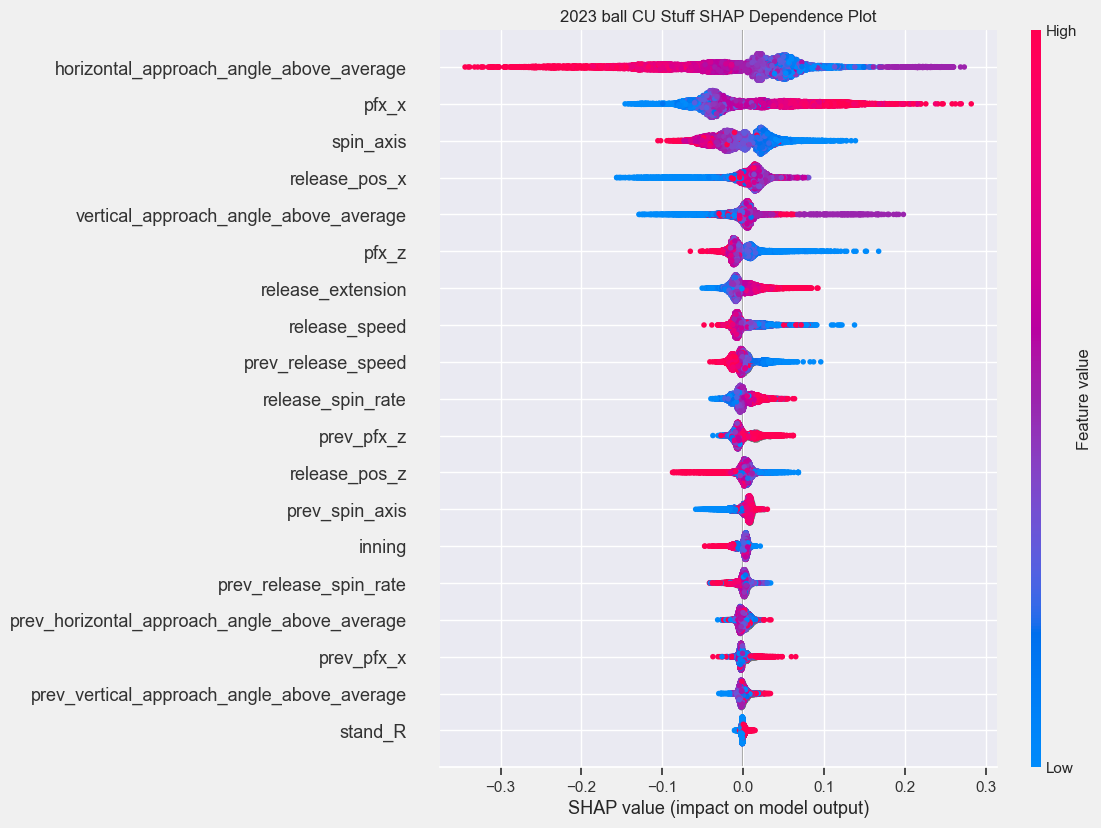 2023 ball CU Stuff SHAP Dependence Plot
High
horizontal_approach_angle_above_average
pfx_x
spin_axis
release_pos_x
vertical_approach_angle_above_average
pfx_z
release_extension
release_speed
prev_release_speed
release_spin_rate
prev_pfx_z
release_pos_z
prev_spin_axis
inning
prev_release_spin_rate
prev_horizontal_approach_angle_above_average
prev_pfx_x
prev_vertical_approach_angle_above_average
stand_R
Feature value
Low
−0.3 −0.2 −0.1 0.0 0.1 0.2 0.3
SHAP value (impact on model output)